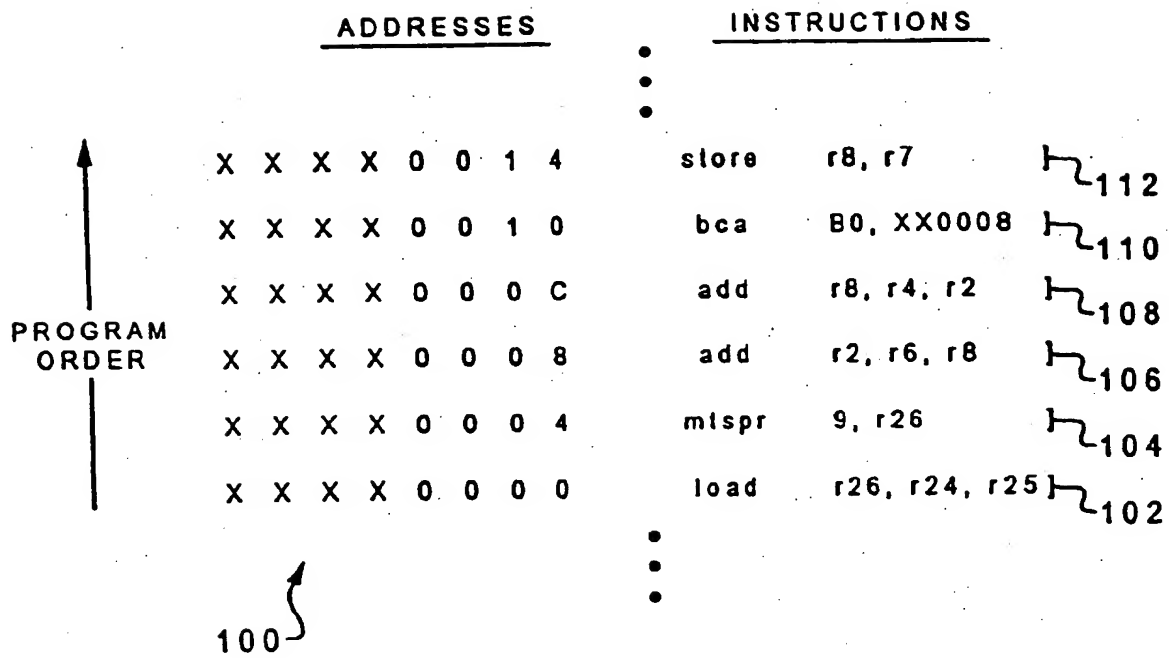 ADDRESSES INSTRUCTIONS
X X X X 0 0 1 4 store r8, r7 112
X X X X 0 0 1 0 bca B0, XX0008 110
X X X X 0 0 0 C add r8, r4, r2 108
PROGRAM ORDER
X X X X 0 0 0 8 add r2, r6, r8 106
X X X X 0 0 0 4 mtspr 9, r26 104
X X X X 0 0 0 0 load r26, r24, r25 102
100